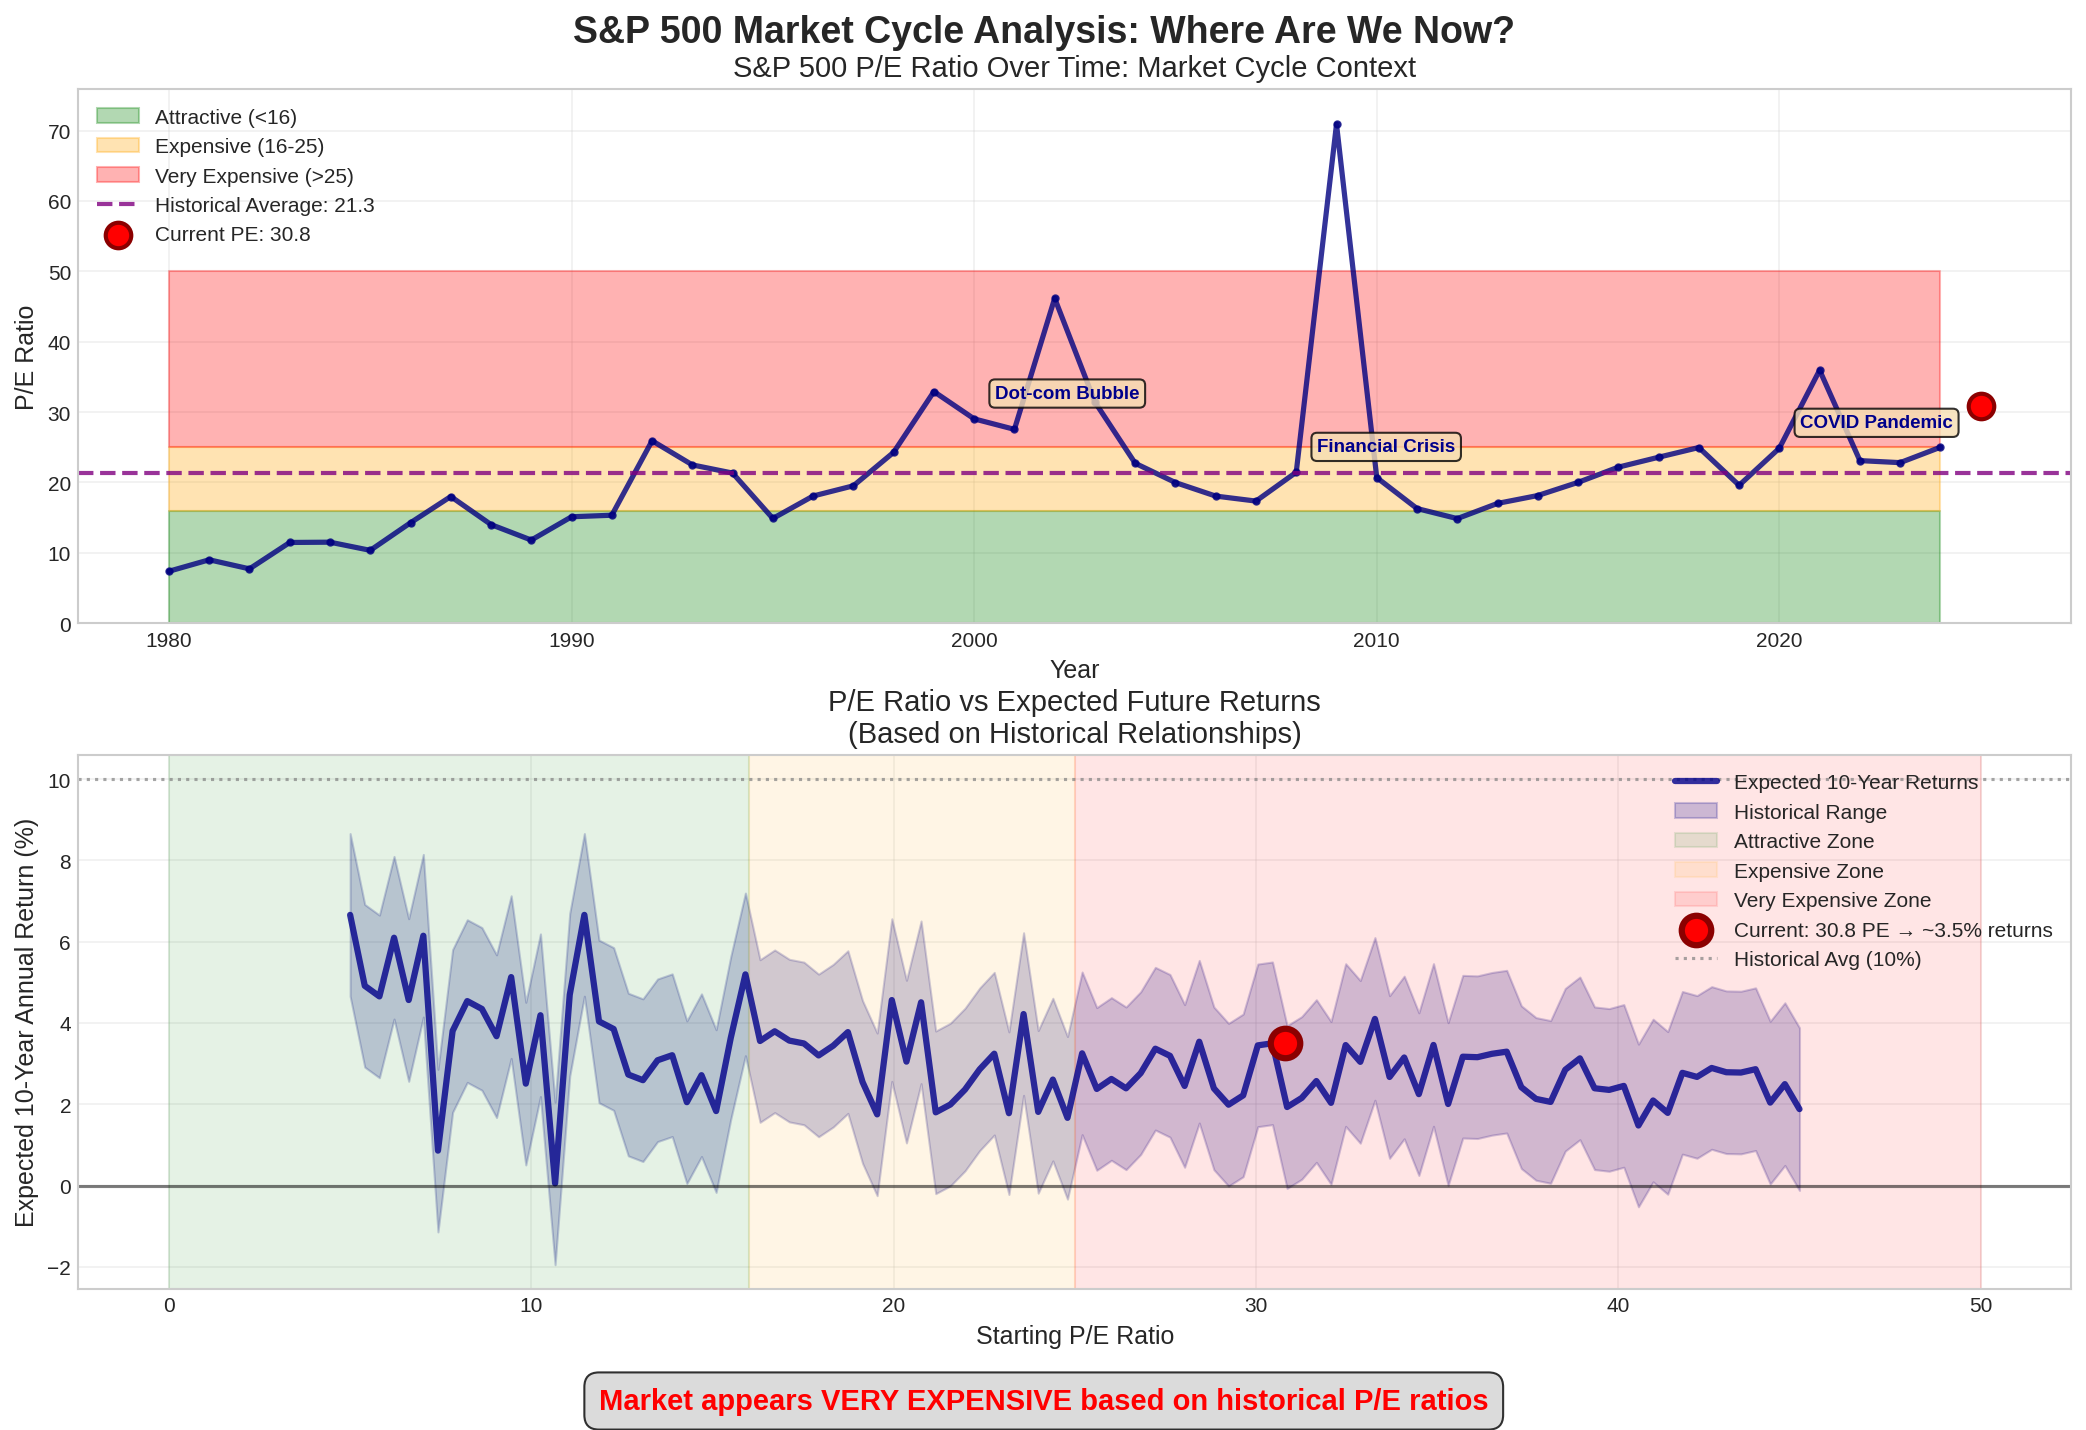 S&P 500 Market Cycle Analysis: Where Are We Now?
S&P 500 P/E Ratio Over Time: Market Cycle Context
Attractive (<16)
Expensive (16-25)
Very Expensive (>25)
Historical Average: 21.3
Current PE: 30.8
P/E Ratio
70
60
50
40
30
20
10
0
Dot-com Bubble
Financial Crisis
COVID Pandemic
1980
1990
2000
2010
2020
Year
P/E Ratio vs Expected Future Returns
(Based on Historical Relationships)
Expected 10-Year Returns
Historical Range
Attractive Zone
Expensive Zone
Very Expensive Zone
Current: 30.8 PE → ~3.5% returns
Historical Avg (10%)
Expected 10-Year Annual Return (%)
10
8
6
4
2
0
−2
0
10
20
30
40
50
Starting P/E Ratio
Market appears VERY EXPENSIVE based on historical P/E ratios